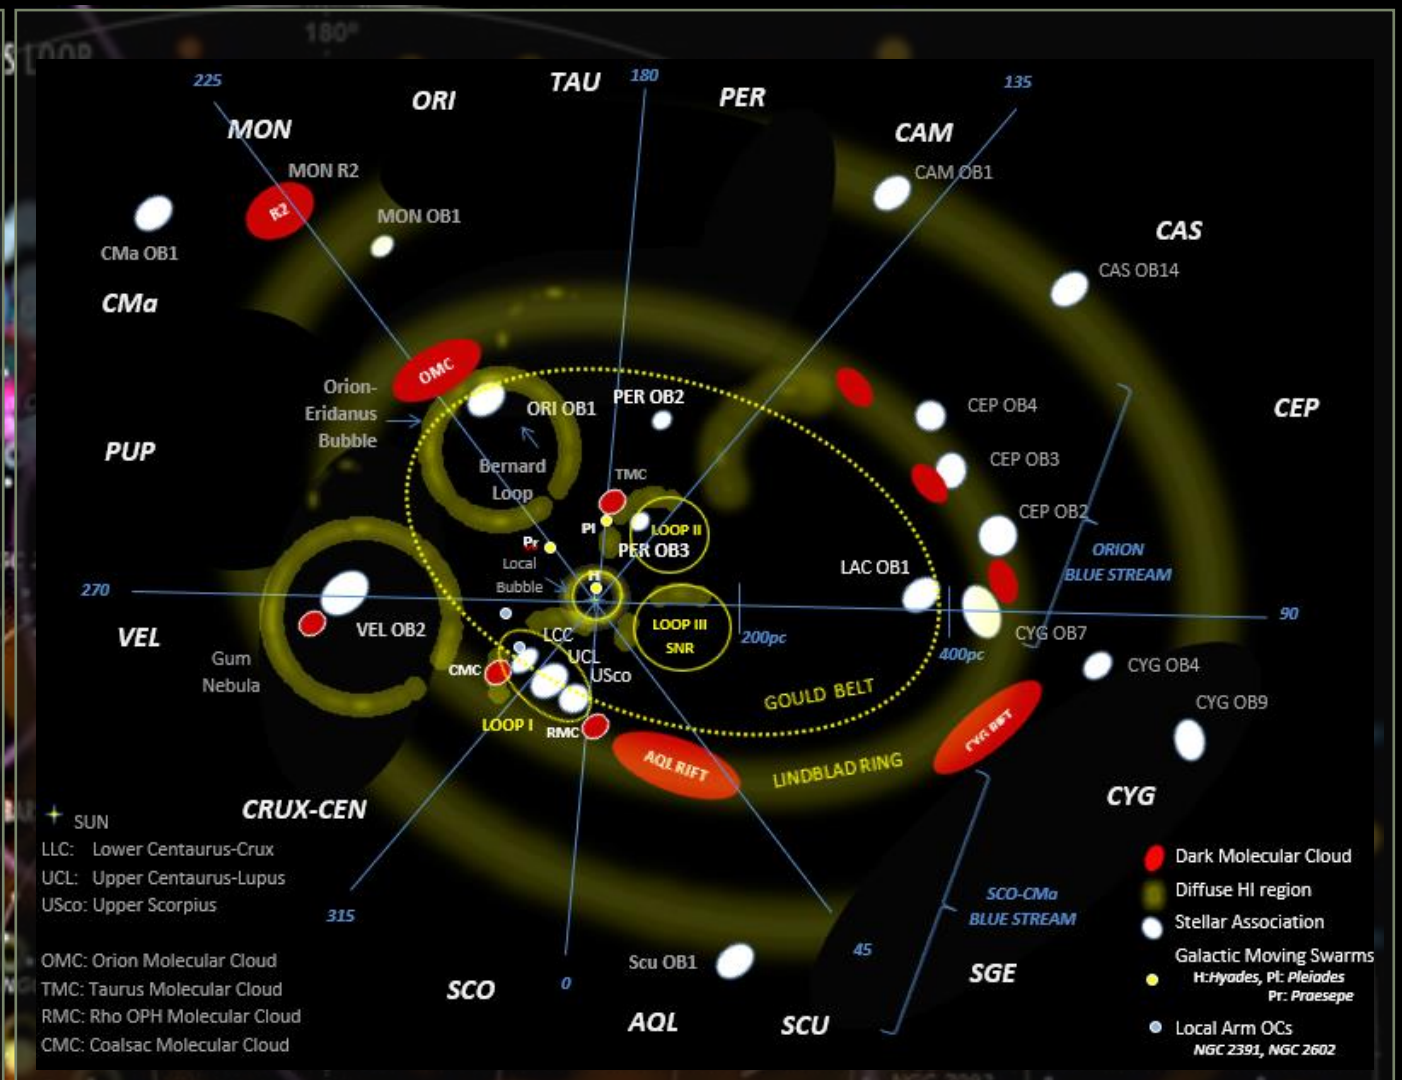 180°
S LOOP
225
180
135
ORI
TAU
PER
MON
CAM
MON R2
CAM OB1
R2
MON OB1
CAS
CMa OB1
CAS OB14
CMa
OMC
Orion-
Eridanus
Bubble
ORI OB1
PER OB2
CEP OB4
CEP
PUP
Bernard
Loop
TMC
CEP OB3
CEP OB2
Pl
LOOP II
Pr
PER OB3
ORION
BLUE STREAM
Local
Bubble
H
LAC OB1
270
90
VEL
VEL OB2
LOOP III
SNR
200pc
400pc
CYG OB7
LCC
UCL
USco
CYG OB4
Gum
Nebula
CMC
GOULD BELT
CYG OB9
LOOP I
RMC
CYG RIFT
AQL RIFT
LINDBLAD RING
CYG
CRUX-CEN
SUN
LLC: Lower Centaurus-Crux
UCL: Upper Centaurus-Lupus
USco: Upper Scorpius
315
SCO-CMa
BLUE STREAM
45
OMC: Orion Molecular Cloud
TMC: Taurus Molecular Cloud
RMC: Rho OPH Molecular Cloud
CMC: Coalsac Molecular Cloud
SCO
0
Scu OB1
AQL
SCU
SGE
Dark Molecular Cloud
Diffuse HI region
Stellar Association
Galactic Moving Swarms
H:Hyades, Pl: Pleiades
Pr: Praesepe
Local Arm OCs
NGC 2391, NGC 2602